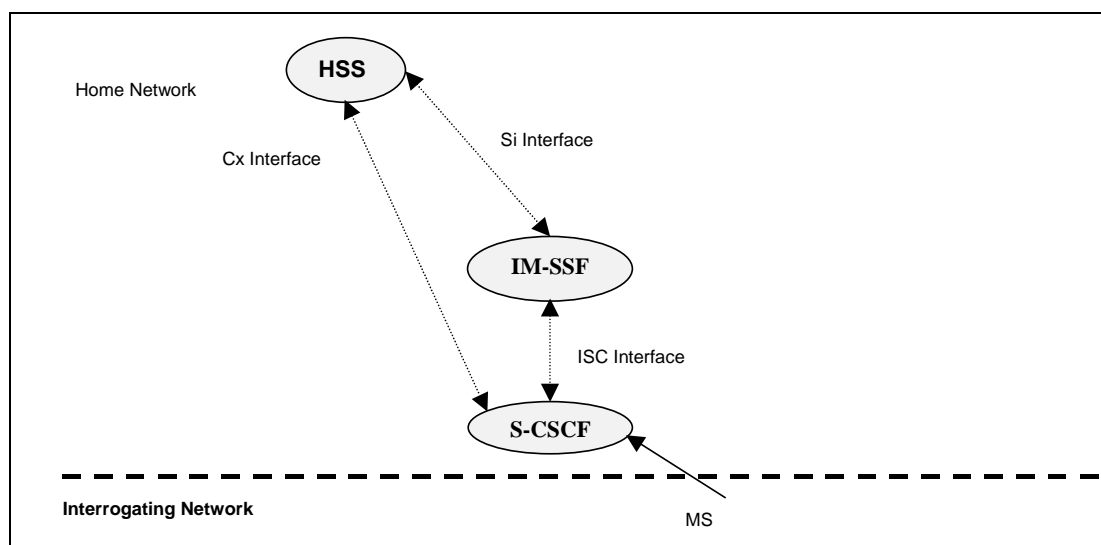 HSS
Home Network
Si Interface
Cx Interface
IM-SSF
ISC Interface
S-CSCF
Interrogating Network
MS